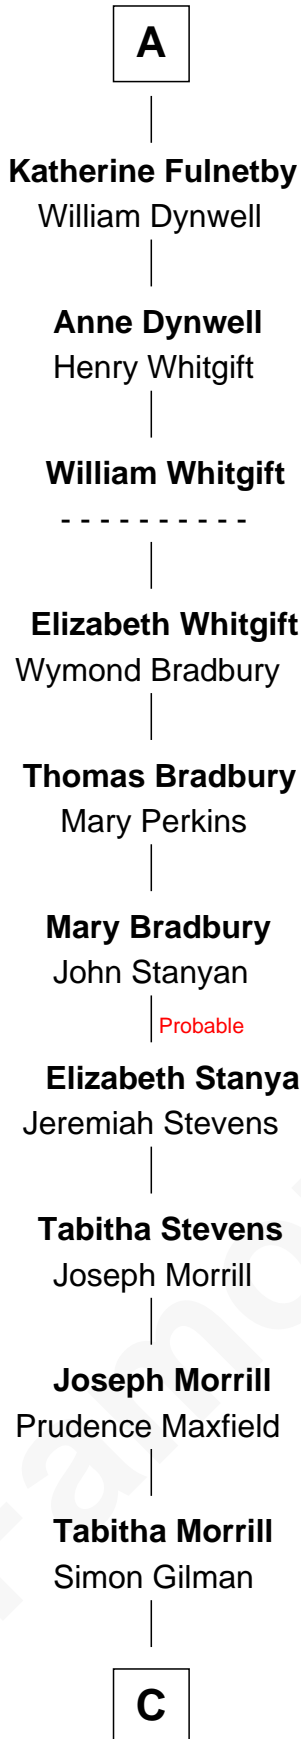 A
Katherine Fulnetby
William Dynwell
Anne Dynwell
Henry Whitgift
William Whitgift
- - - - - - - - - -
Elizabeth Whitgift
Wymond Bradbury
Thomas Bradbury
Mary Perkins
Mary Bradbury
John Stanyan
Probable
Elizabeth Stanya
Jeremiah Stevens
Tabitha Stevens
Joseph Morrill
Joseph Morrill
Prudence Maxfield
Tabitha Morrill
Simon Gilman
C